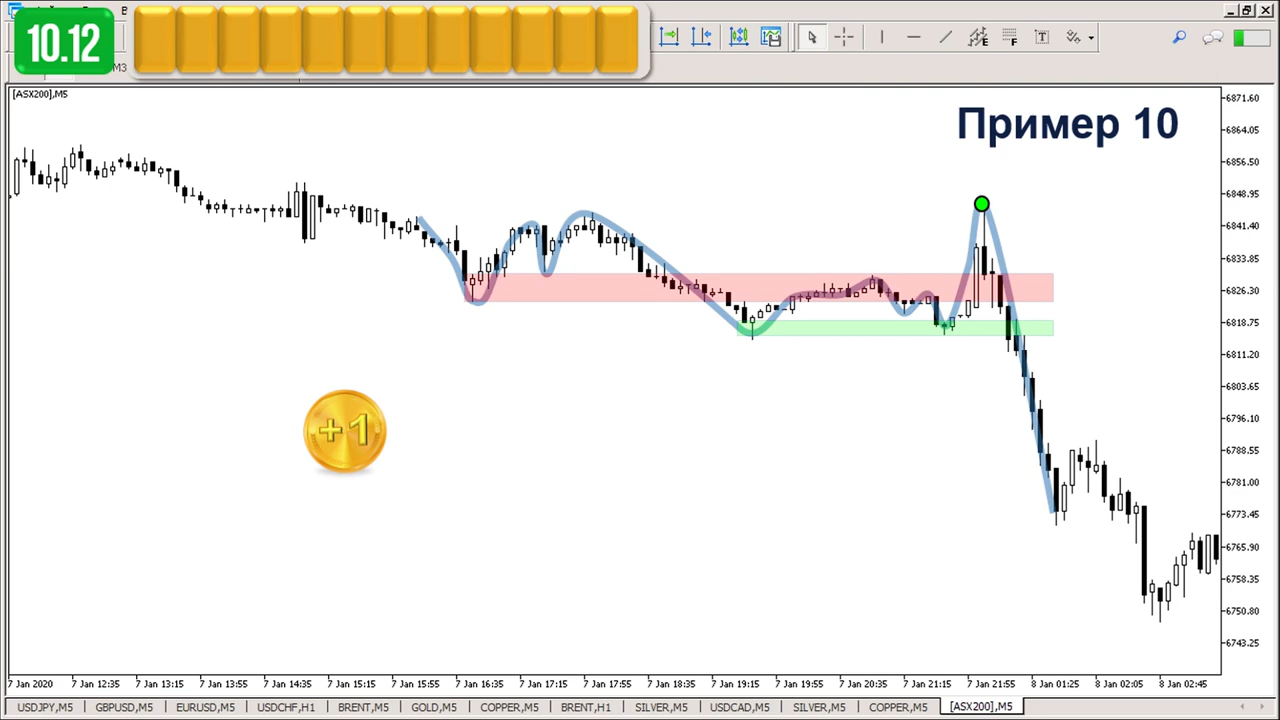 10.12
В
М3
E
F
T
[ASX200],M5
Пример 10
+1
6871.60
6864.05
6856.50
6848.95
6841.40
6833.85
6826.30
6818.75
6811.20
6803.65
6796.10
6788.55
6781.00
6773.45
6765.90
6758.35
6750.80
6743.25
7 Jan 2020 7 Jan 12:35 7 Jan 13:15 7 Jan 13:55 7 Jan 14:35 7 Jan 15:15 7 Jan 15:55 7 Jan 16:35 7 Jan 17:15 7 Jan 17:55 7 Jan 18:35 7 Jan 19:15 7 Jan 19:55 7 Jan 20:35 7 Jan 21:15 7 Jan 21:55 8 Jan 01:25 8 Jan 02:05 8 Jan 02:45
USDJPY,M5 GBPUSD,M5 EURUSD,M5 USDCHF,H1 BRENT,M5 GOLD,M5 COPPER,M5 BRENT,H1 SILVER,M5 USDCAD,M5 SILVER,M5 COPPER,M5 [ASX200],M5